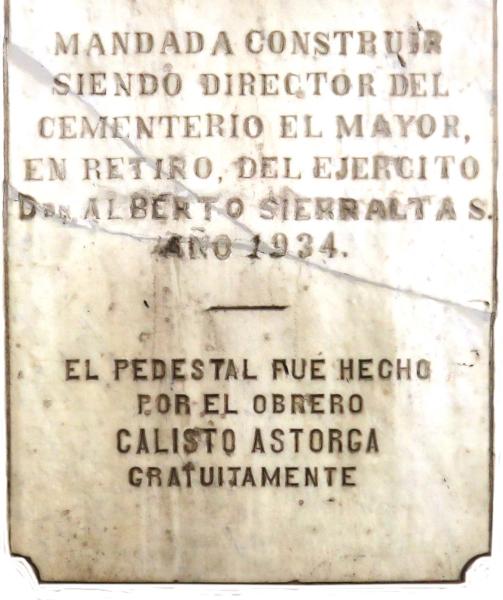 MANDADA CONSTRUIR
SIENDO DIRECTOR DEL
CEMENTERIO EL MAYOR,
EN RETIRO, DEL EJERCITO
DON ALBERTO SIERRALTA S.
AÑO 1934.
EL PEDESTAL FUÉ HECHO
POR EL OBRERO
CALISTO ASTORGA
GRATUITAMENTE